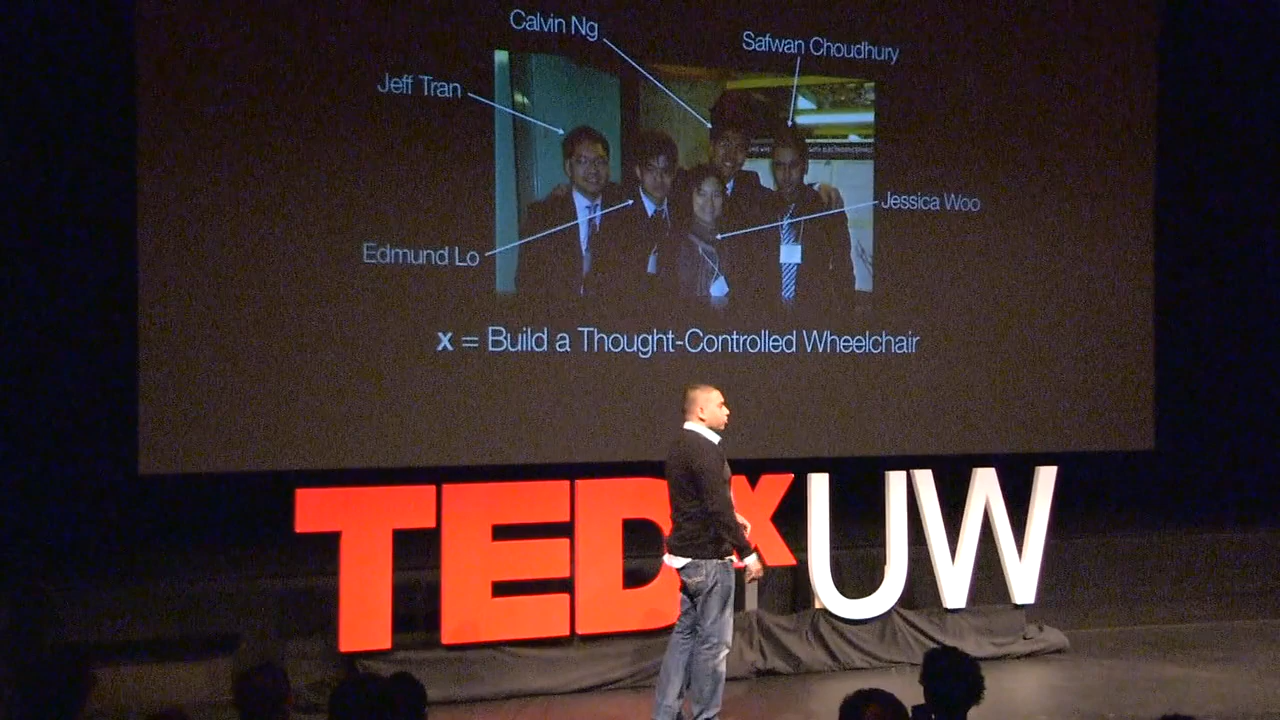 Calvin Ng
Safwan Choudhury
Jeff Tran
Jessica Woo
Edmund Lo
x = Build a Thought-Controlled Wheelchair
TEDxUW